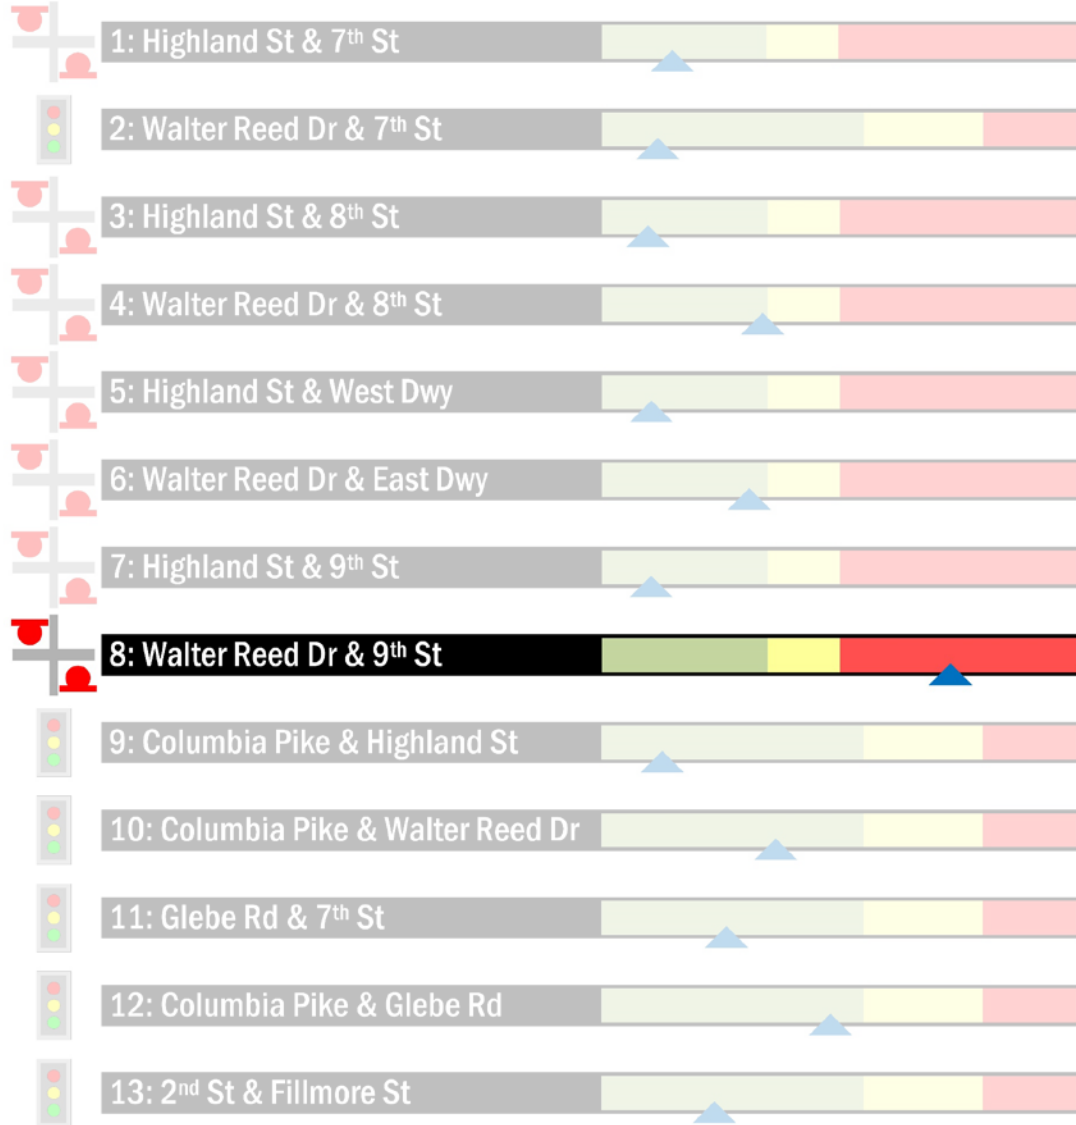 1: Highland St & 7th St
2: Walter Reed Dr & 7th St
3: Highland St & 8th St
4: Walter Reed Dr & 8th St
5: Highland St & West Dwy
6: Walter Reed Dr & East Dwy
7: Highland St & 9th St
8: Walter Reed Dr & 9th St
9: Columbia Pike & Highland St
10: Columbia Pike & Walter Reed Dr
11: Glebe Rd & 7th St
12: Columbia Pike & Glebe Rd
13: 2nd St & Fillmore St